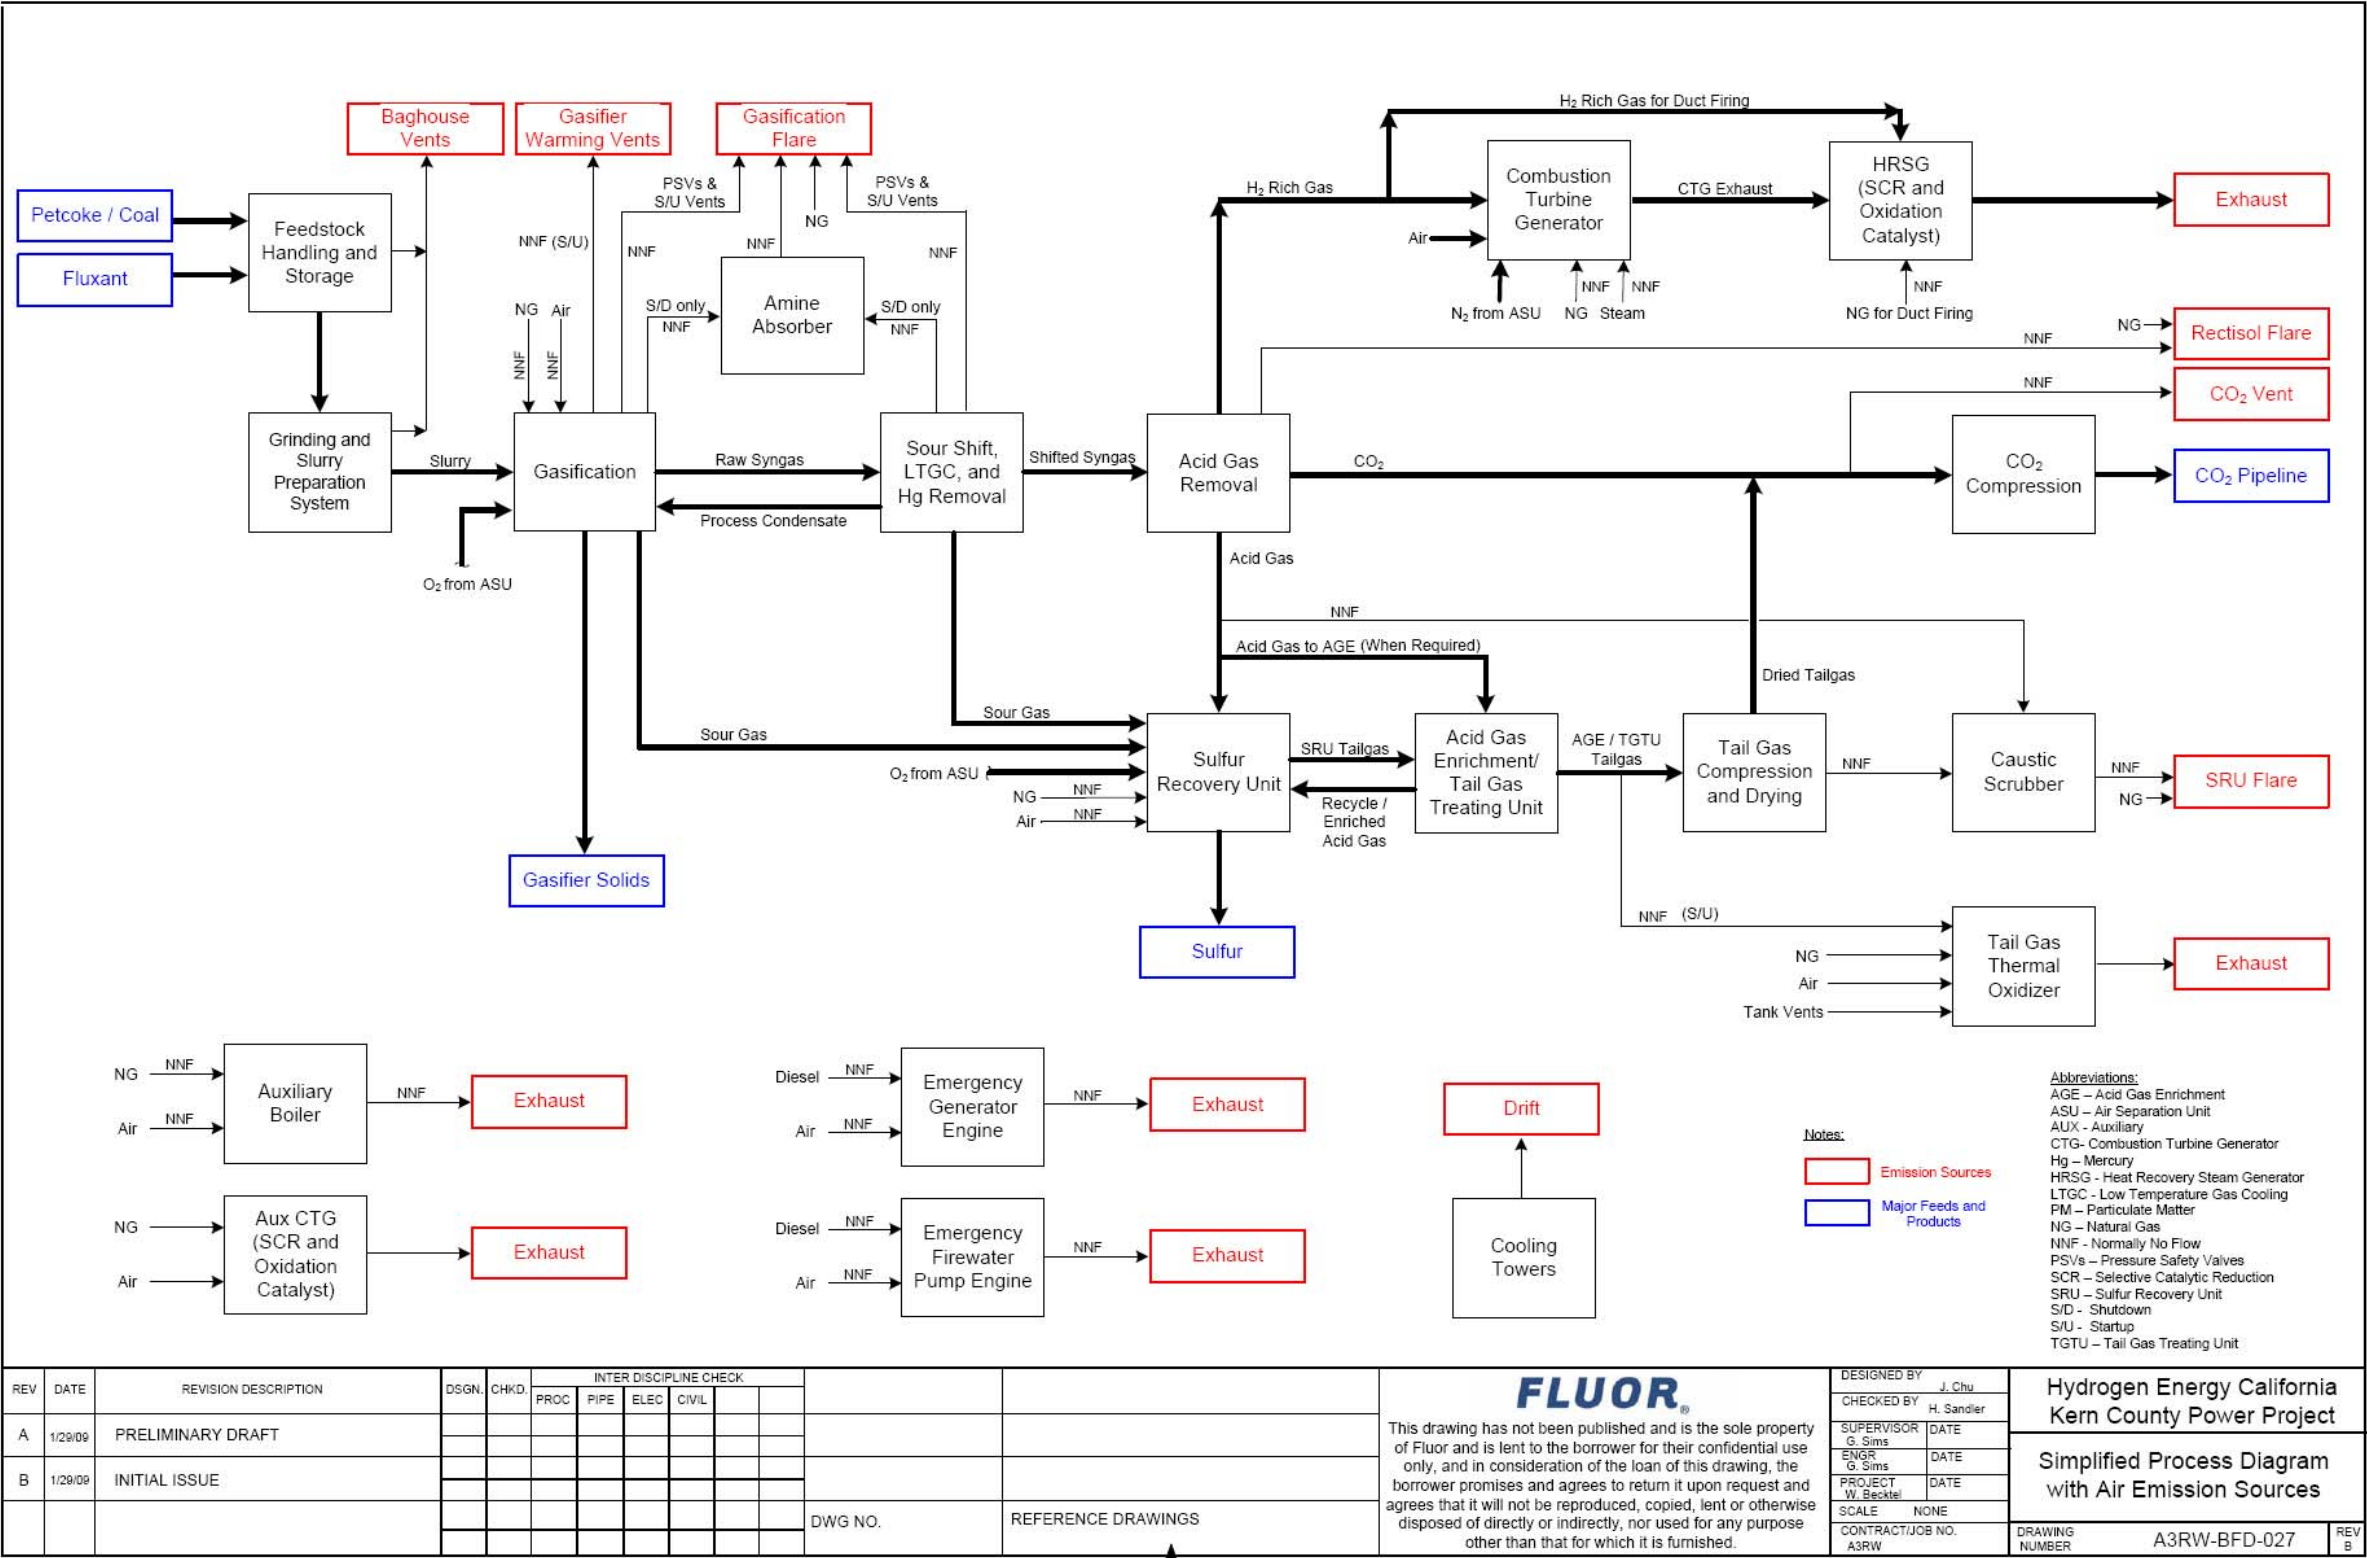 Baghouse
Vents
Gasifier
Warming Vents
Gasification
Flare
Petcoke / Coal
Fluxant
Feedstock
Handling and
Storage
NNF (S/U)
PSVs &
S/U Vents
NNF
NNF
NG
PSVs &
S/U Vents
NNF
NG
Air
NNF
NNF
S/D only
NNF
Amine
Absorber
S/D only
NNF
H₂ Rich Gas for Duct Firing
H₂ Rich Gas
Combustion
Turbine
Generator
CTG Exhaust
HRSG
(SCR and
Oxidation
Catalyst)
Exhaust
Air
N₂ from ASU
NNF
NG
NNF
Steam
NNF
NG for Duct Firing
NG
NNF
Rectisol Flare
NNF
CO₂ Vent
Grinding and
Slurry
Preparation
System
Slurry
O₂ from ASU
Gasification
Raw Syngas
Process Condensate
Sour Shift,
LTGC, and
Hg Removal
Shifted Syngas
Acid Gas
Removal
CO₂
CO₂
Compression
CO₂ Pipeline
Acid Gas
NNF
Acid Gas to AGE (When Required)
Dried Tailgas
Sour Gas
Sour Gas
O₂ from ASU
NG
NNF
Air
NNF
Sulfur
Recovery Unit
SRU Tailgas
Recycle /
Enriched
Acid Gas
Acid Gas
Enrichment/
Tail Gas
Treating Unit
AGE / TGTU
Tailgas
Tail Gas
Compression
and Drying
NNF
Caustic
Scrubber
NNF
NG
SRU Flare
Gasifier Solids
Sulfur
NNF (S/U)
NG
Air
Tank Vents
Tail Gas
Thermal
Oxidizer
Exhaust
NG
NNF
Air
NNF
Auxiliary
Boiler
NNF
Exhaust
Diesel
NNF
Air
NNF
Emergency
Generator
Engine
NNF
Exhaust
Drift
NG
Air
Aux CTG
(SCR and
Oxidation
Catalyst)
Exhaust
Diesel
NNF
Air
NNF
Emergency
Firewater
Pump Engine
NNF
Exhaust
Cooling
Towers
Notes:
Emission Sources
Major Feeds and
Products
Abbreviations:
AGE – Acid Gas Enrichment
ASU – Air Separation Unit
AUX - Auxiliary
CTG- Combustion Turbine Generator
Hg – Mercury
HRSG - Heat Recovery Steam Generator
LTGC - Low Temperature Gas Cooling
PM – Particulate Matter
NG – Natural Gas
NNF - Normally No Flow
PSVs – Pressure Safety Valves
SCR – Selective Catalytic Reduction
SRU – Sulfur Recovery Unit
S/D - Shutdown
S/U - Startup
TGTU – Tail Gas Treating Unit
REV DATE REVISION DESCRIPTION DSGN. CHKD. INTER DISCIPLINE CHECK
PROC PIPE ELEC CIVIL
A 1/29/09 PRELIMINARY DRAFT
B 1/29/09 INITIAL ISSUE
DWG NO.
REFERENCE DRAWINGS
FLUOR®
This drawing has not been published and is the sole property
of Fluor and is lent to the borrower for their confidential use
only, and in consideration of the loan of this drawing, the
borrower promises and agrees to return it upon request and
agrees that it will not be reproduced, copied, lent or otherwise
disposed of directly or indirectly, nor used for any purpose
other than that for which it is furnished.
DESIGNED BY
J. Chu
CHECKED BY
H. Sandler
SUPERVISOR DATE
G. Sims
ENGR DATE
G. Sims
PROJECT DATE
W. Becktel
SCALE NONE
CONTRACT/JOB NO.
A3RW
Hydrogen Energy California
Kern County Power Project
Simplified Process Diagram
with Air Emission Sources
DRAWING
NUMBER
A3RW-BFD-027
REV
B